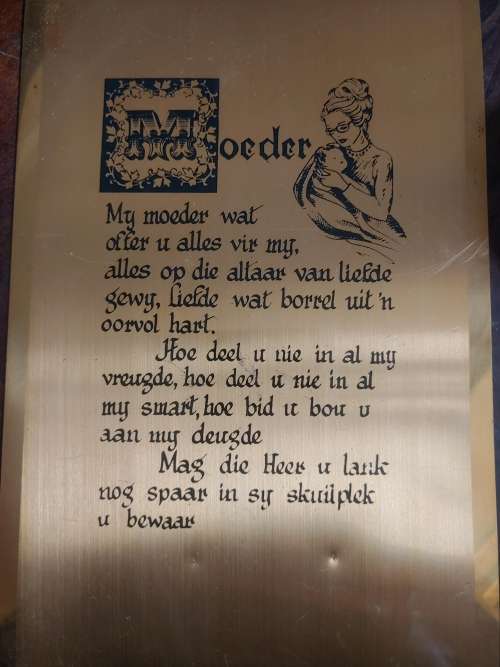 Moeder
My moeder wat
offer u alles vir my,
alles op die altaar van liefde
gewy, Liefde wat borrel uit 'n
oorvol hart.
Hoe deel u nie in al my
vreugde, hoe deel u nie in al
my smart, hoe bid u bou u
aan my deugde
Mag die Heer u lank
nog spaar in sy skuilplek
u bewaar